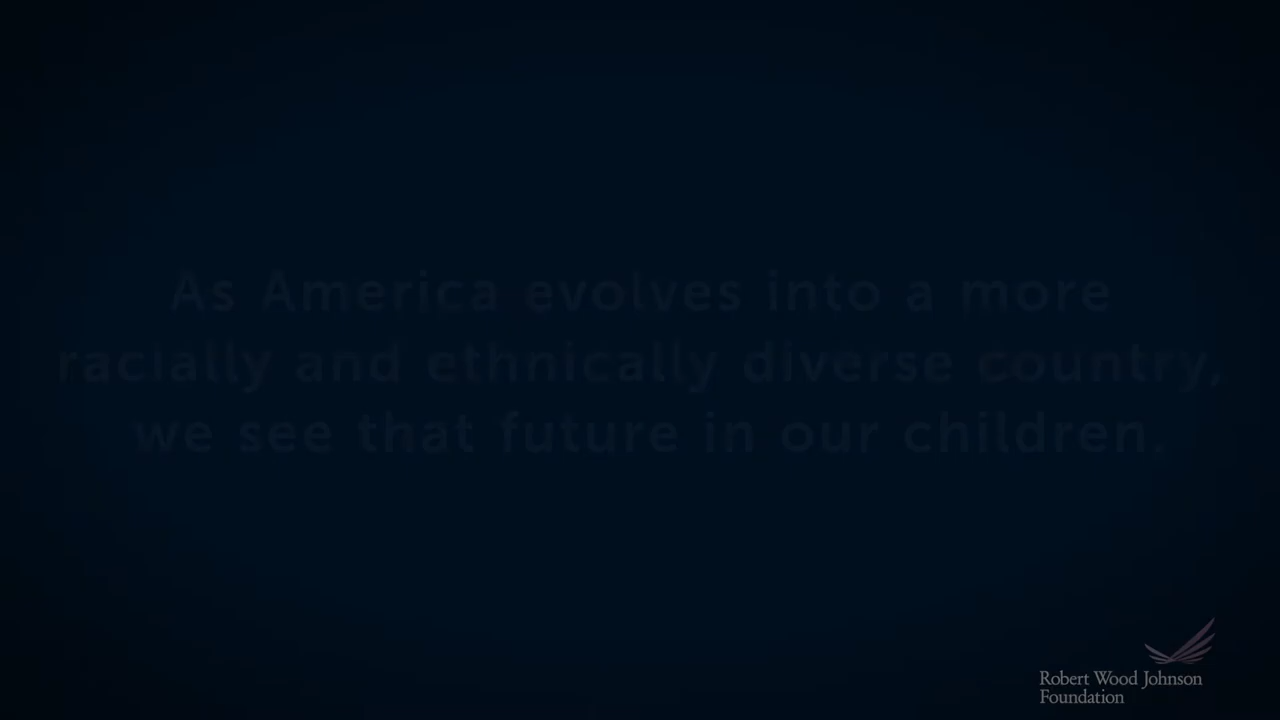 As America evolves into a more
racially and ethnically diverse country,
we see that future in our children.
Robert Wood Johnson
Foundation